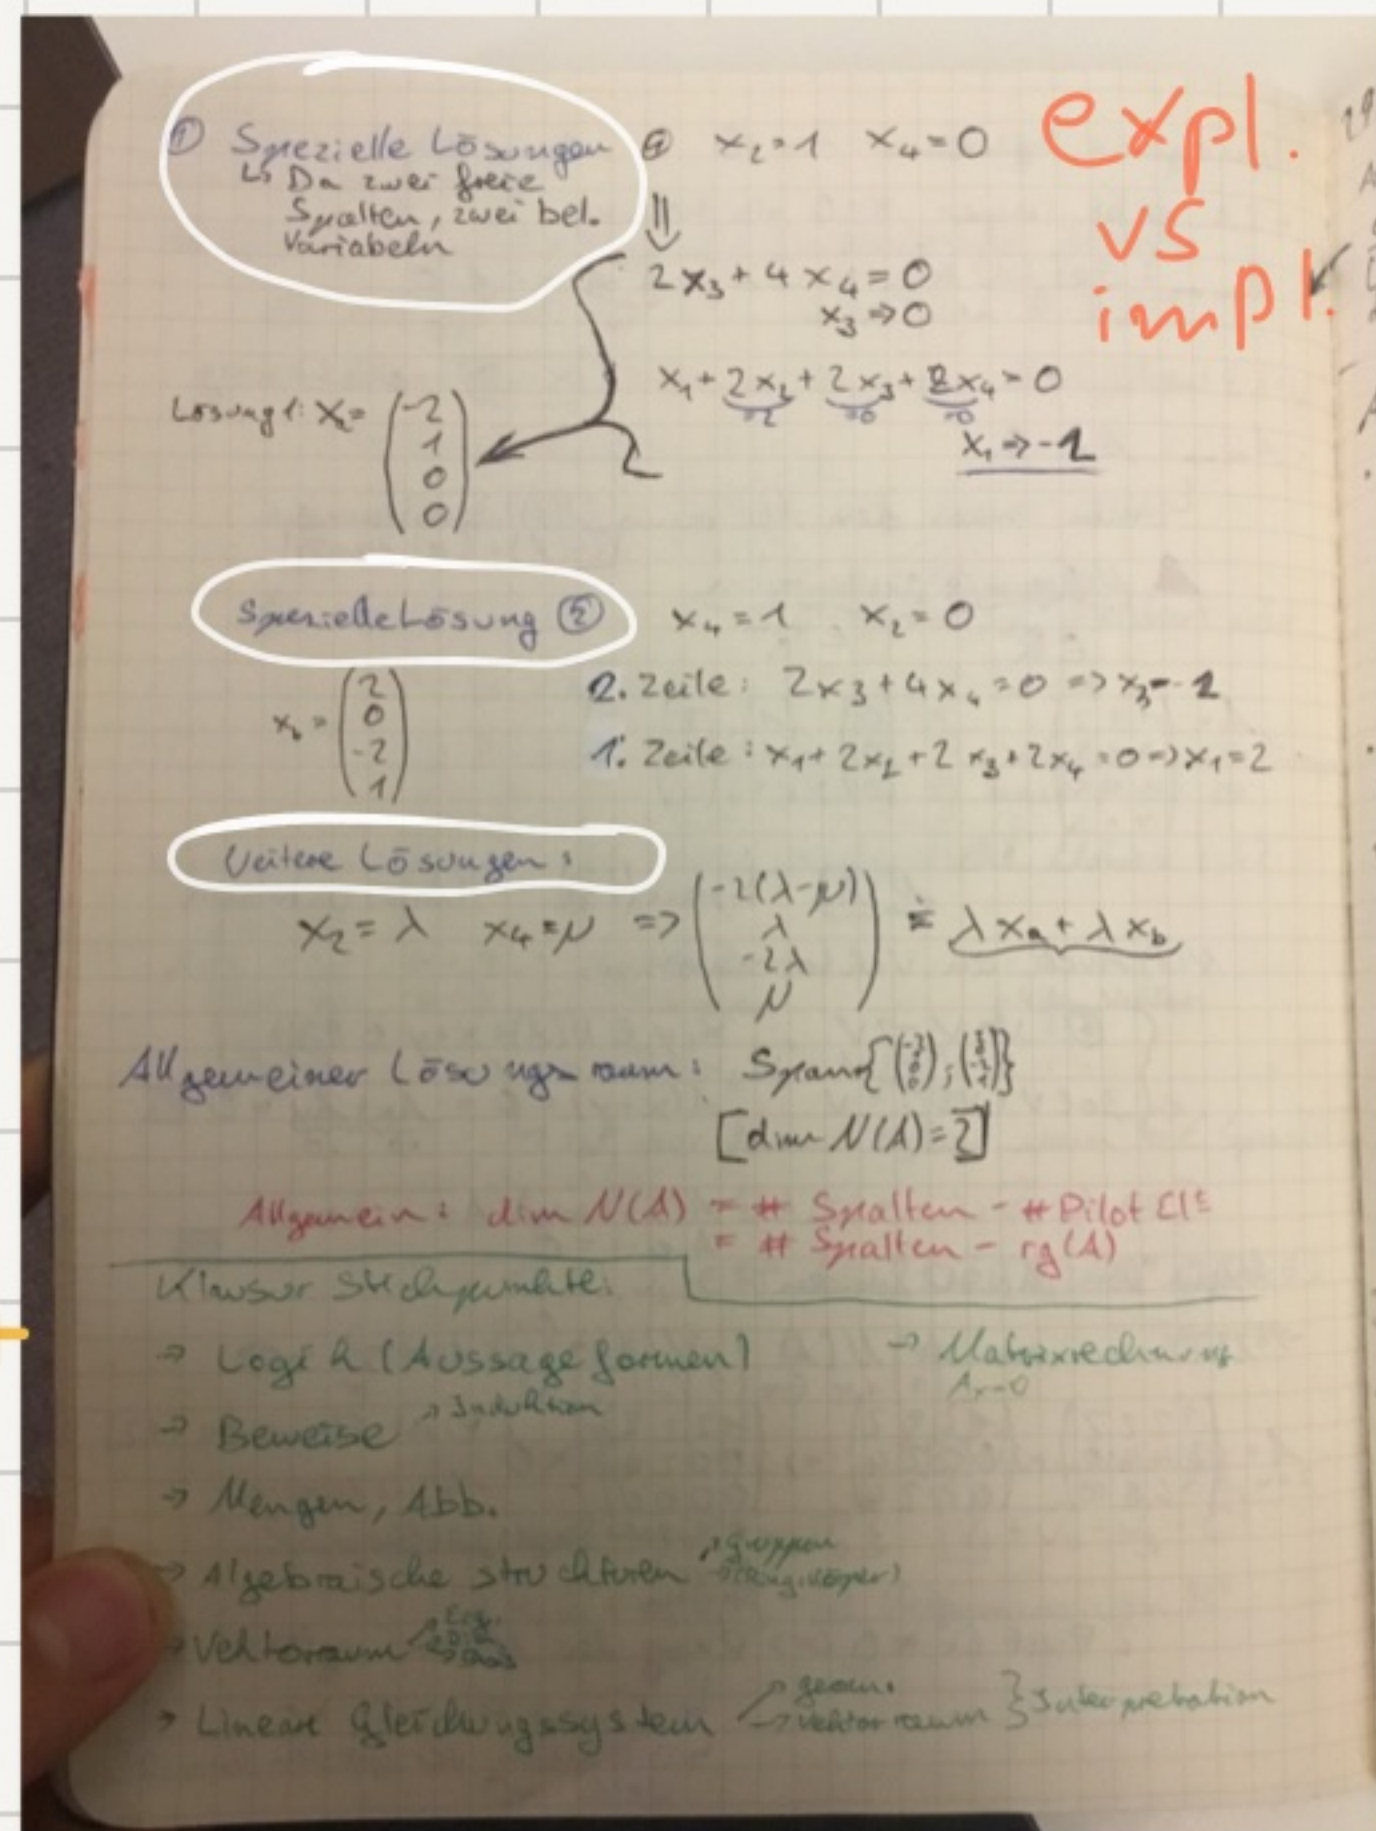 ① Spezielle Lösungen
↳ Da zwei freie
Spalten, zwei bel.
Variabeln
ⓐ x₂=1 x₄=0
⇓
2x₃+4x₄=0
x₃⇒0
x₁+2x₂+2x₃+2x₄=0
=2 =0 =0
x₁⇒-2
expl.
vs
impl.
Lösung 1: xₐ= (-2 1 0 0)
Spezielle Lösung ②
x₄=1 x₂=0
x_b= (2 0 -2 1)
2. Zeile: 2x₃+4x₄=0 => x₃=-2
1. Zeile: x₁+2x₂+2x₃+2x₄=0=>x₁=2
Weitere Lösungen:
x₂=λ x₄=μ => (-2(λ-μ) λ -2λ μ) = λxₐ+λx_b
Allgemeiner Lösungsraum: Span{(-2 1 0 0);(2 0 -2 1)}
[dim N(A)=2]
Allgemein: dim N(A) = # Spalten - # Pilot El
= # Spalten - rg(A)
Klausur Stichpunkte:
→ Logik (Aussageformen)
→ Matrixrechnung
Ax=0
→ Beweise → Induktion
→ Mengen, Abb.
→ Algebraische strukturen → Gruppen
→ (Ring, Körper)
→ Vektorraum
→ Lineare Gleichungssystem → geom.
→ Vektorraum } Interpretation